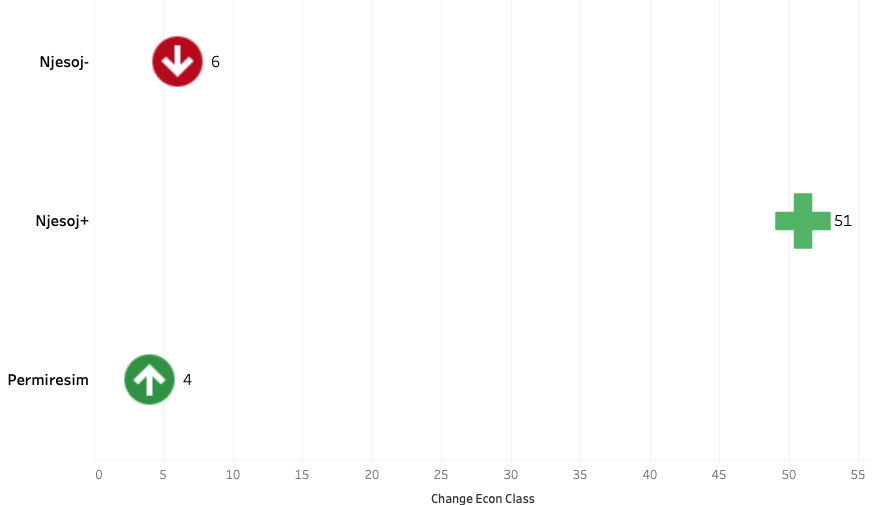 Njesoj-
6
Njesoj+
51
Permiresim
4
0 5 10 15 20 25 30 35 40 45 50 55
Change Econ Class